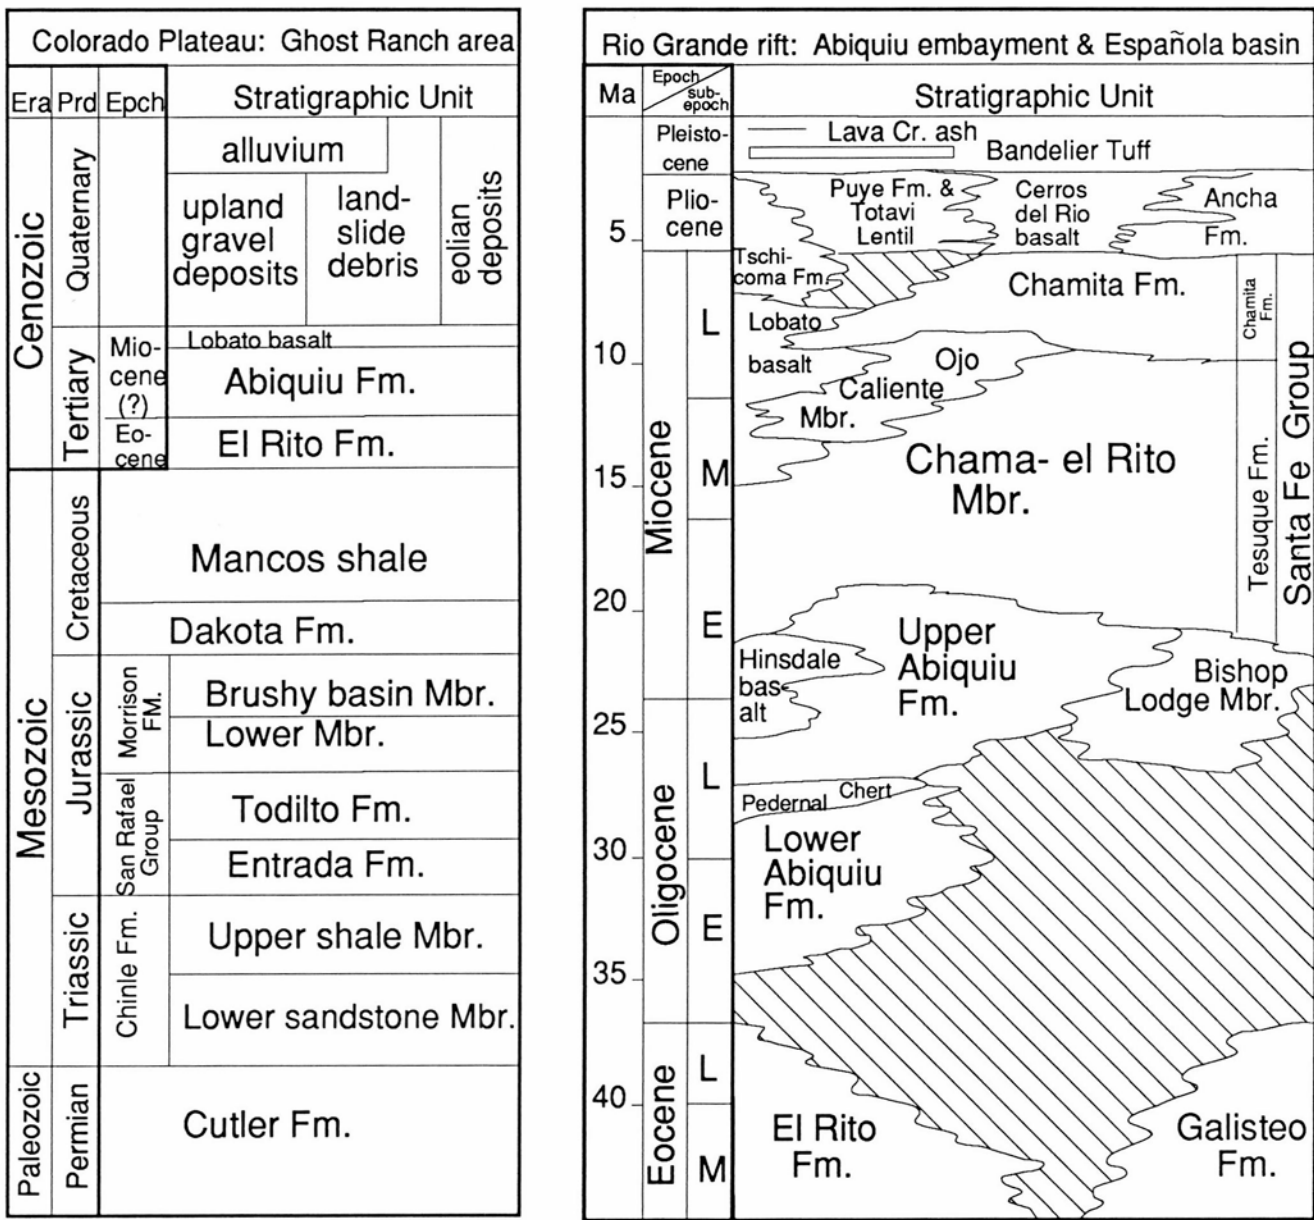 Colorado Plateau: Ghost Ranch area
Era Prd Epch Stratigraphic Unit
Cenozoic
Quaternary
alluvium
upland
gravel
deposits
land-
slide
debris
eolian
deposits
Tertiary
Mio-
cene
(?)
Lobato basalt
Abiquiu Fm.
Eo-
cene
El Rito Fm.
Mesozoic
Cretaceous
Mancos shale
Dakota Fm.
Jurassic
Morrison
FM.
Brushy basin Mbr.
Lower Mbr.
San Rafael
Group
Todilto Fm.
Entrada Fm.
Triassic
Chinle Fm.
Upper shale Mbr.
Lower sandstone Mbr.
Paleozoic
Permian
Cutler Fm.
Rio Grande rift: Abiquiu embayment & Española basin
Ma
Epoch
sub-
epoch
Stratigraphic Unit
5
10
15
20
25
30
35
40
Pleisto-
cene
Lava Cr. ash
Bandelier Tuff
Plio-
cene
Puye Fm. &
Totavi
Lentil
Cerros
del Rio
basalt
Ancha
Fm.
Tschi-
coma Fm.
Miocene
L
M
E
Chamita Fm.
Chamita
Fm.
Lobato
basalt
Ojo
Caliente
Mbr.
Chama- el Rito
Mbr.
Tesuque Fm.
Santa Fe Group
Hinsdale
bas-
alt
Upper
Abiquiu
Fm.
Bishop
Lodge Mbr.
Oligocene
L
E
Pedernal Chert
Lower
Abiquiu
Fm.
Eocene
L
M
El Rito
Fm.
Galisteo
Fm.